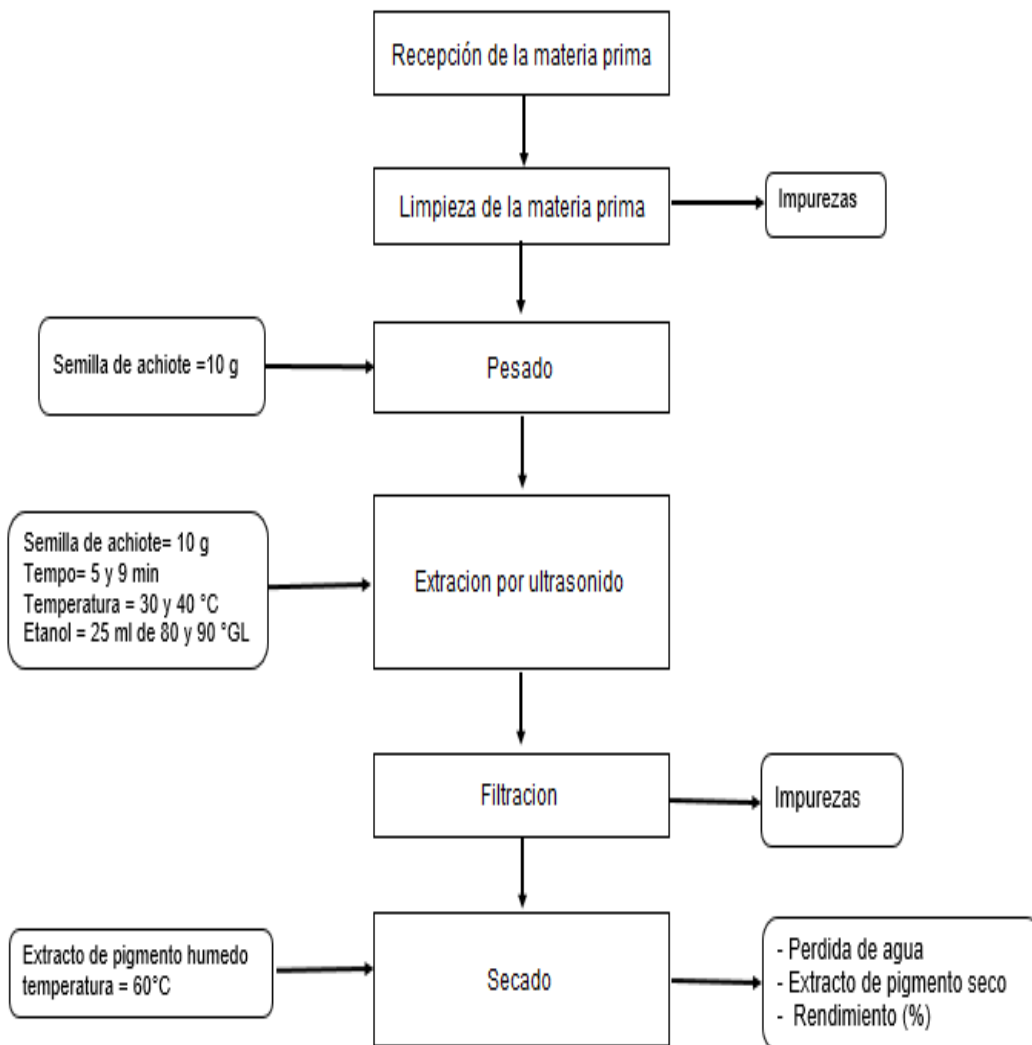 Recepción de la materia prima
Limpieza de la materia prima
Impurezas
Semilla de achiote =10 g
Pesado
Semilla de achiote= 10 g
Tempo= 5 y 9 min
Temperatura = 30 y 40 °C
Etanol = 25 ml de 80 y 90 °GL
Extracion por ultrasonido
Filtracion
Impurezas
Extracto de pigmento humedo
temperatura = 60°C
Secado
- Perdida de agua
- Extracto de pigmento seco
- Rendimiento (%)